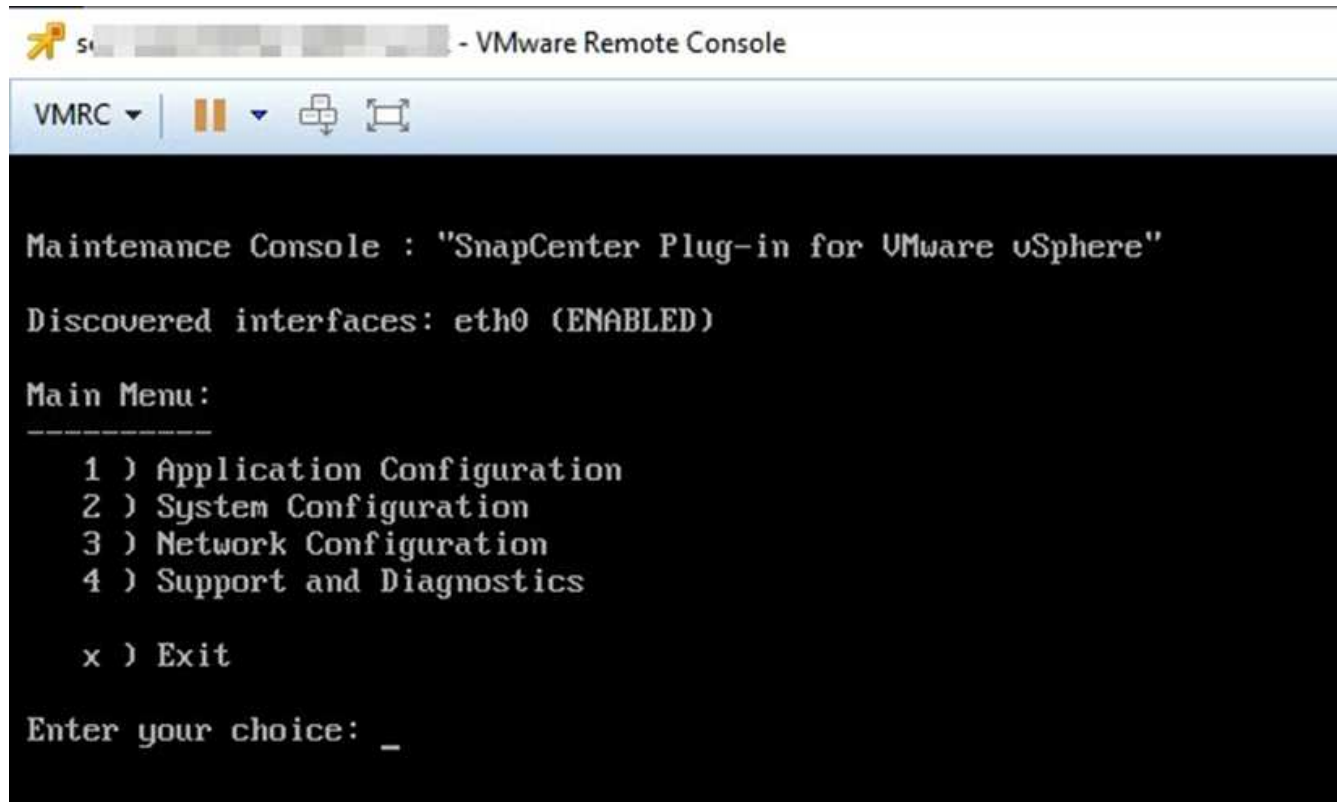 - VMware Remote Console
VMRC
Maintenance Console : "SnapCenter Plug-in for VMware vSphere"
Discovered interfaces: eth0 (ENABLED)
Main Menu:
----------
1 ) Application Configuration
2 ) System Configuration
3 ) Network Configuration
4 ) Support and Diagnostics
x ) Exit
Enter your choice: _